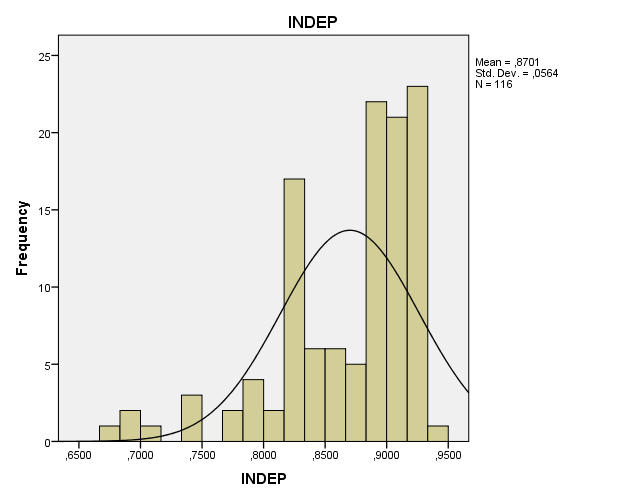 INDEP
Mean = ,8701
Std. Dev. = ,0564
N = 116
Frequency
25
20
15
10
5
0
,6500 ,7000 ,7500 ,8000 ,8500 ,9000 ,9500
INDEP